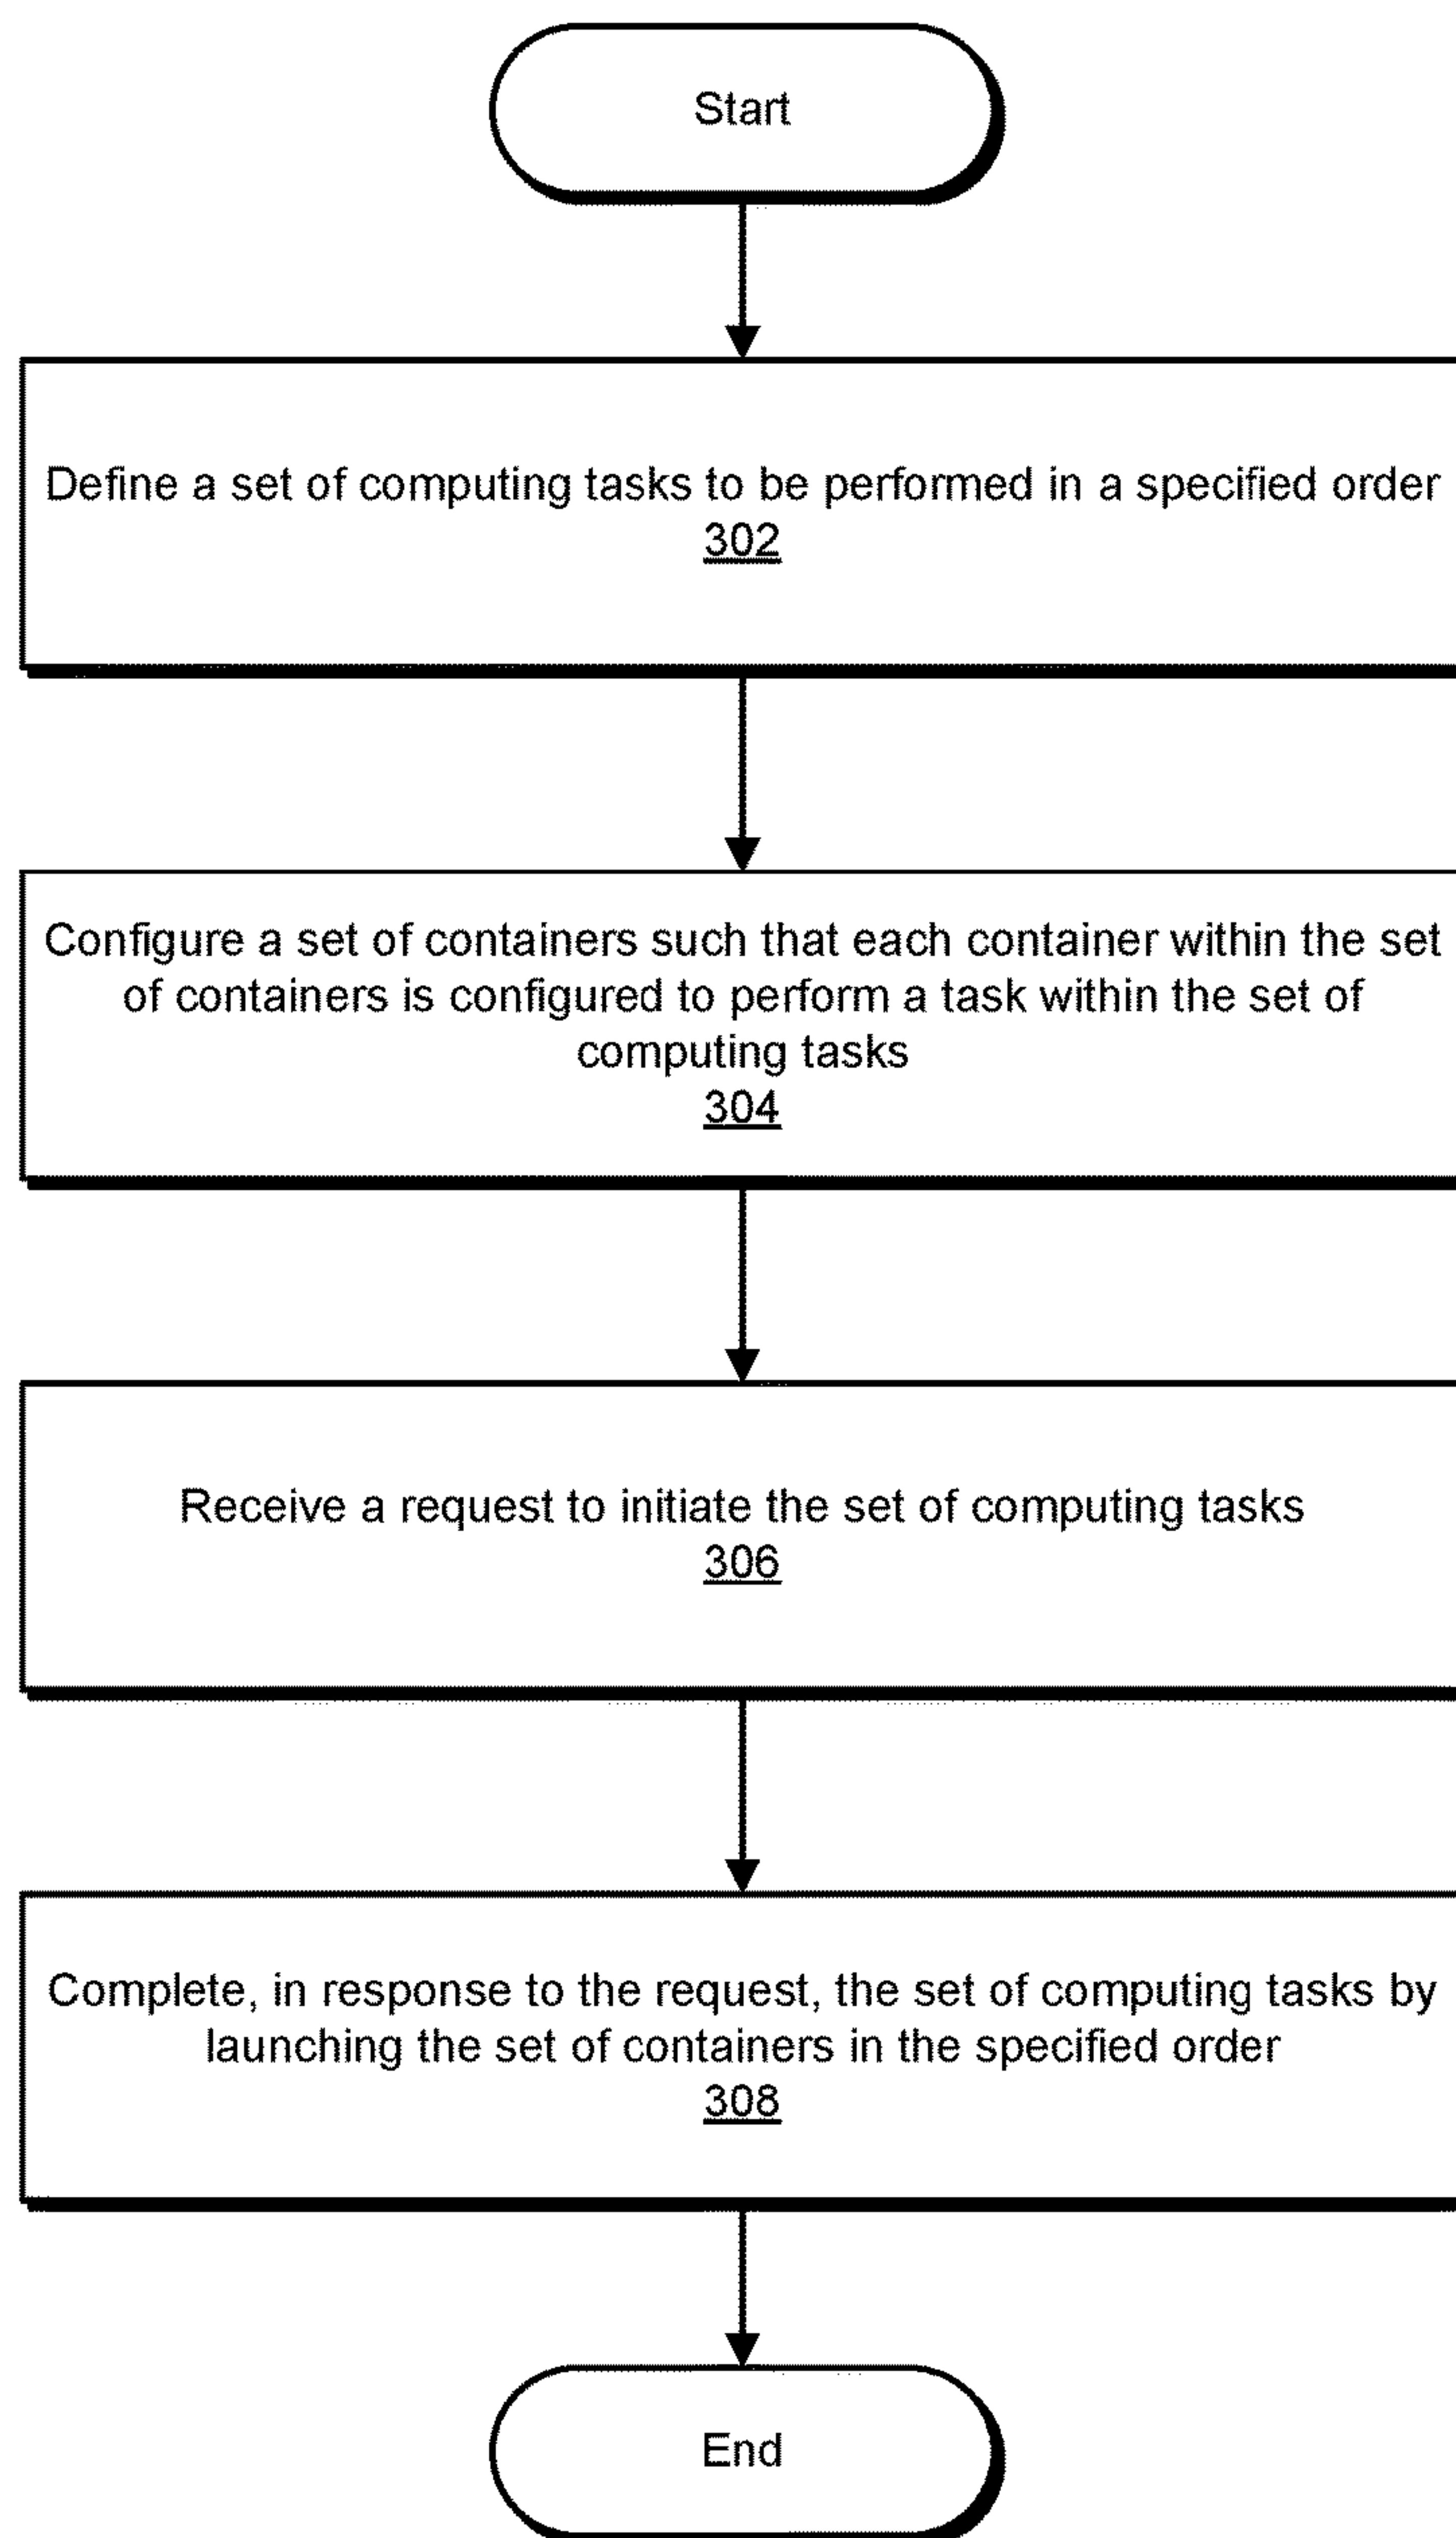 Start
Define a set of computing tasks to be performed in a specified order
302
Configure a set of containers such that each container within the set
of containers is configured to perform a task within the set of
computing tasks
304
Receive a request to initiate the set of computing tasks
306
Complete, in response to the request, the set of computing tasks by
launching the set of containers in the specified order
308
End